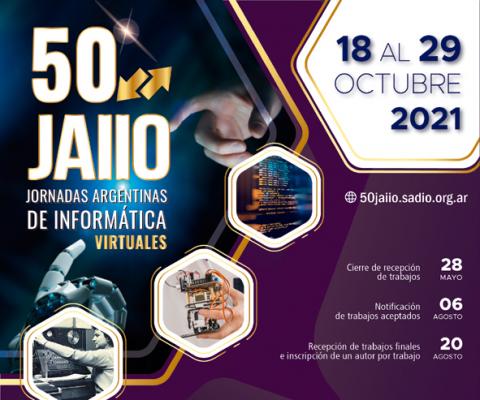 50
JAIIO
JORNADAS ARGENTINAS
DE INFORMÁTICA
VIRTUALES
18 AL 29
OCTUBRE
2021
50jaiio.sadio.org.ar
Cierre de recepción
de trabajos
28
MAYO
Notificación
de trabajos aceptados
06
AGOSTO
Recepción de trabajos finales
e inscripción de un autor por trabajo
20
AGOSTO